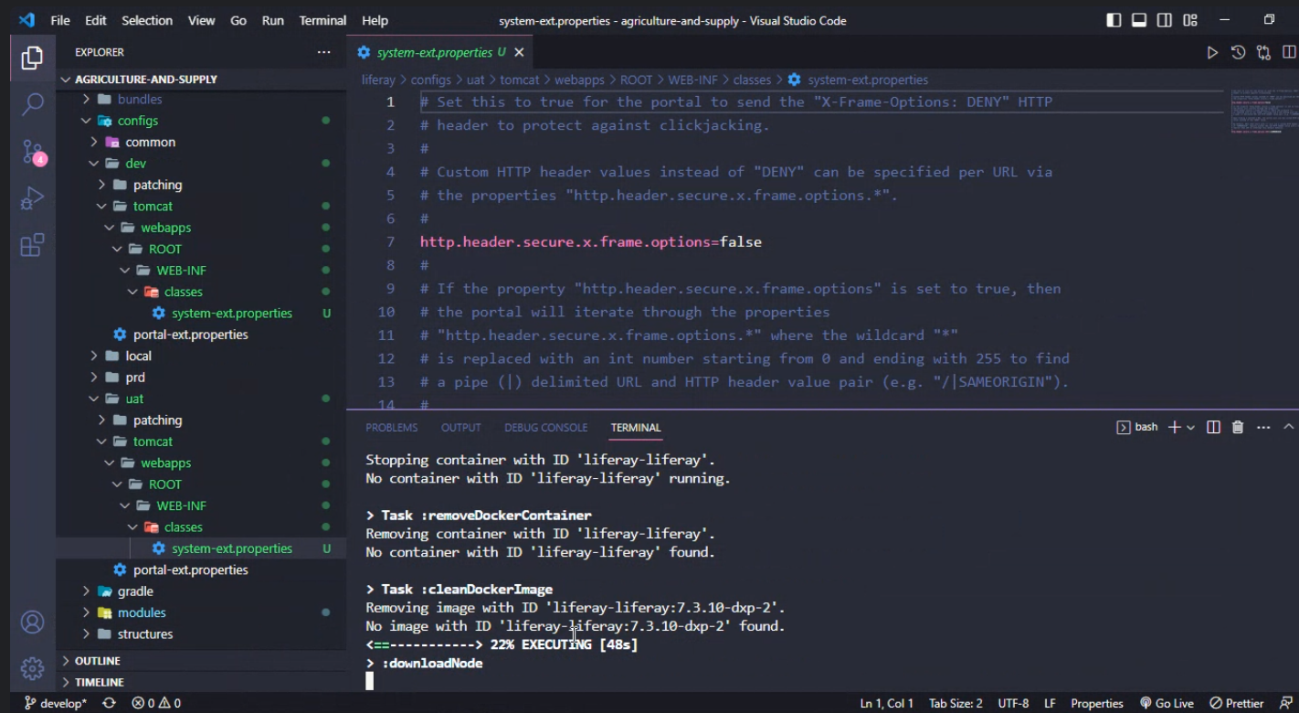 File Edit Selection View Go Run Terminal Help
system-ext.properties - agriculture-and-supply - Visual Studio Code
EXPLORER
AGRICULTURE-AND-SUPPLY
bundles
configs
common
dev
patching
tomcat
webapps
ROOT
WEB-INF
classes
system-ext.properties U
portal-ext.properties
local
prd
uat
patching
tomcat
webapps
ROOT
WEB-INF
classes
system-ext.properties U
portal-ext.properties
gradle
modules
structures
OUTLINE
TIMELINE
4
system-ext.properties U
liferay > configs > uat > tomcat > webapps > ROOT > WEB-INF > classes > system-ext.properties
1 # Set this to true for the portal to send the "X-Frame-Options: DENY" HTTP
2 # header to protect against clickjacking.
3 #
4 # Custom HTTP header values instead of "DENY" can be specified per URL via
5 # the properties "http.header.secure.x.frame.options.*".
6 #
7 http.header.secure.x.frame.options=false
8 #
9 # If the property "http.header.secure.x.frame.options" is set to true, then
10 # the portal will iterate through the properties
11 # "http.header.secure.x.frame.options.*" where the wildcard "*"
12 # is replaced with an int number starting from 0 and ending with 255 to find
13 # a pipe (|) delimited URL and HTTP header value pair (e.g. "/|SAMEORIGIN").
14 #
PROBLEMS OUTPUT DEBUG CONSOLE TERMINAL
bash
Stopping container with ID 'liferay-liferay'.
No container with ID 'liferay-liferay' running.
> Task :removeDockerContainer
Removing container with ID 'liferay-liferay'.
No container with ID 'liferay-liferay' found.
> Task :cleanDockerImage
Removing image with ID 'liferay-liferay:7.3.10-dxp-2'.
No image with ID 'liferay-liferay:7.3.10-dxp-2' found.
<==-----------> 22% EXECUTING [48s]
> :downloadNode
develop* 0 0 Ln 1, Col 1 Tab Size: 2 UTF-8 LF Properties Go Live Prettier